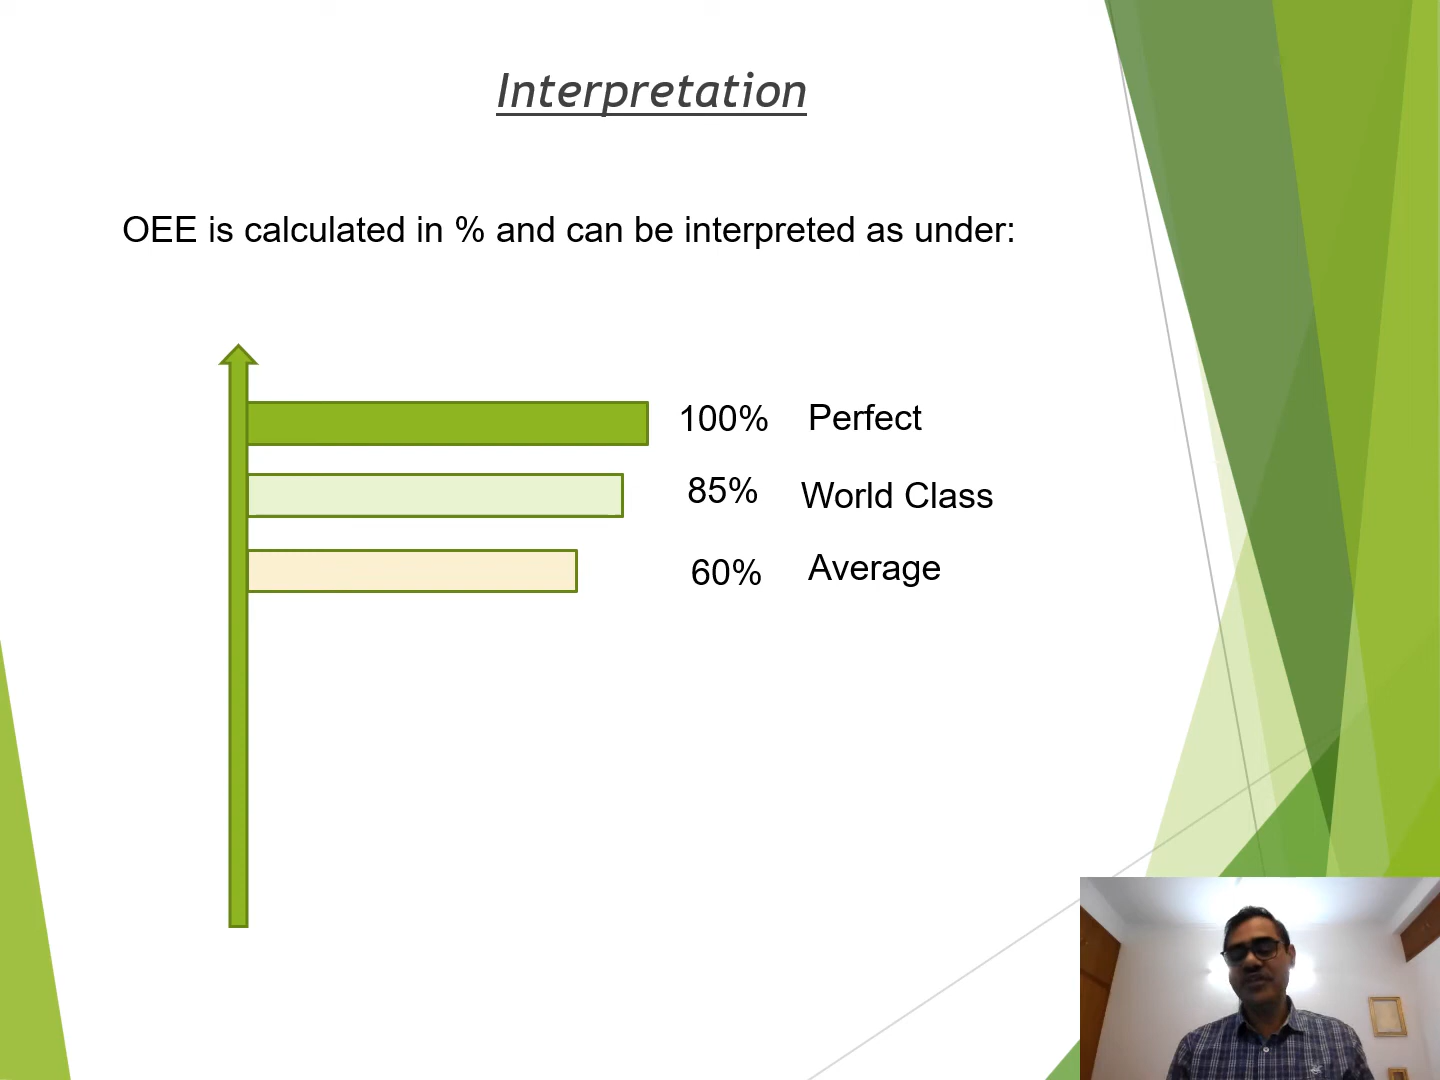 Interpretation
OEE is calculated in % and can be interpreted as under:
100% Perfect
85% World Class
60% Average